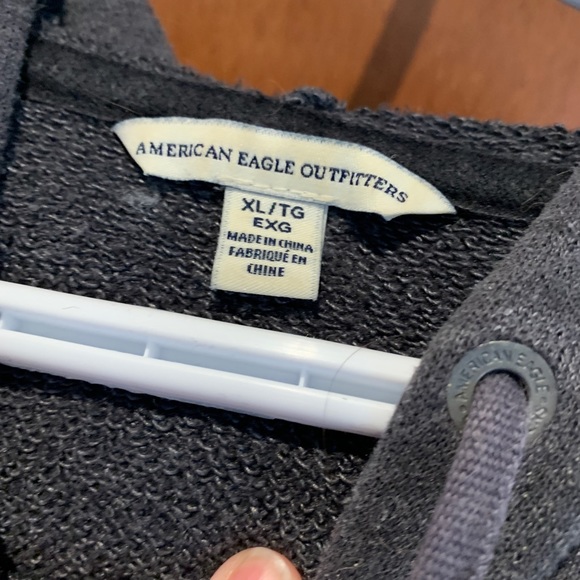 AMERICAN EAGLE OUTFITTERS
XL/TG
EXG
MADE IN CHINA
FABRIQUÉ EN
CHINE
AMERICAN EAGLE